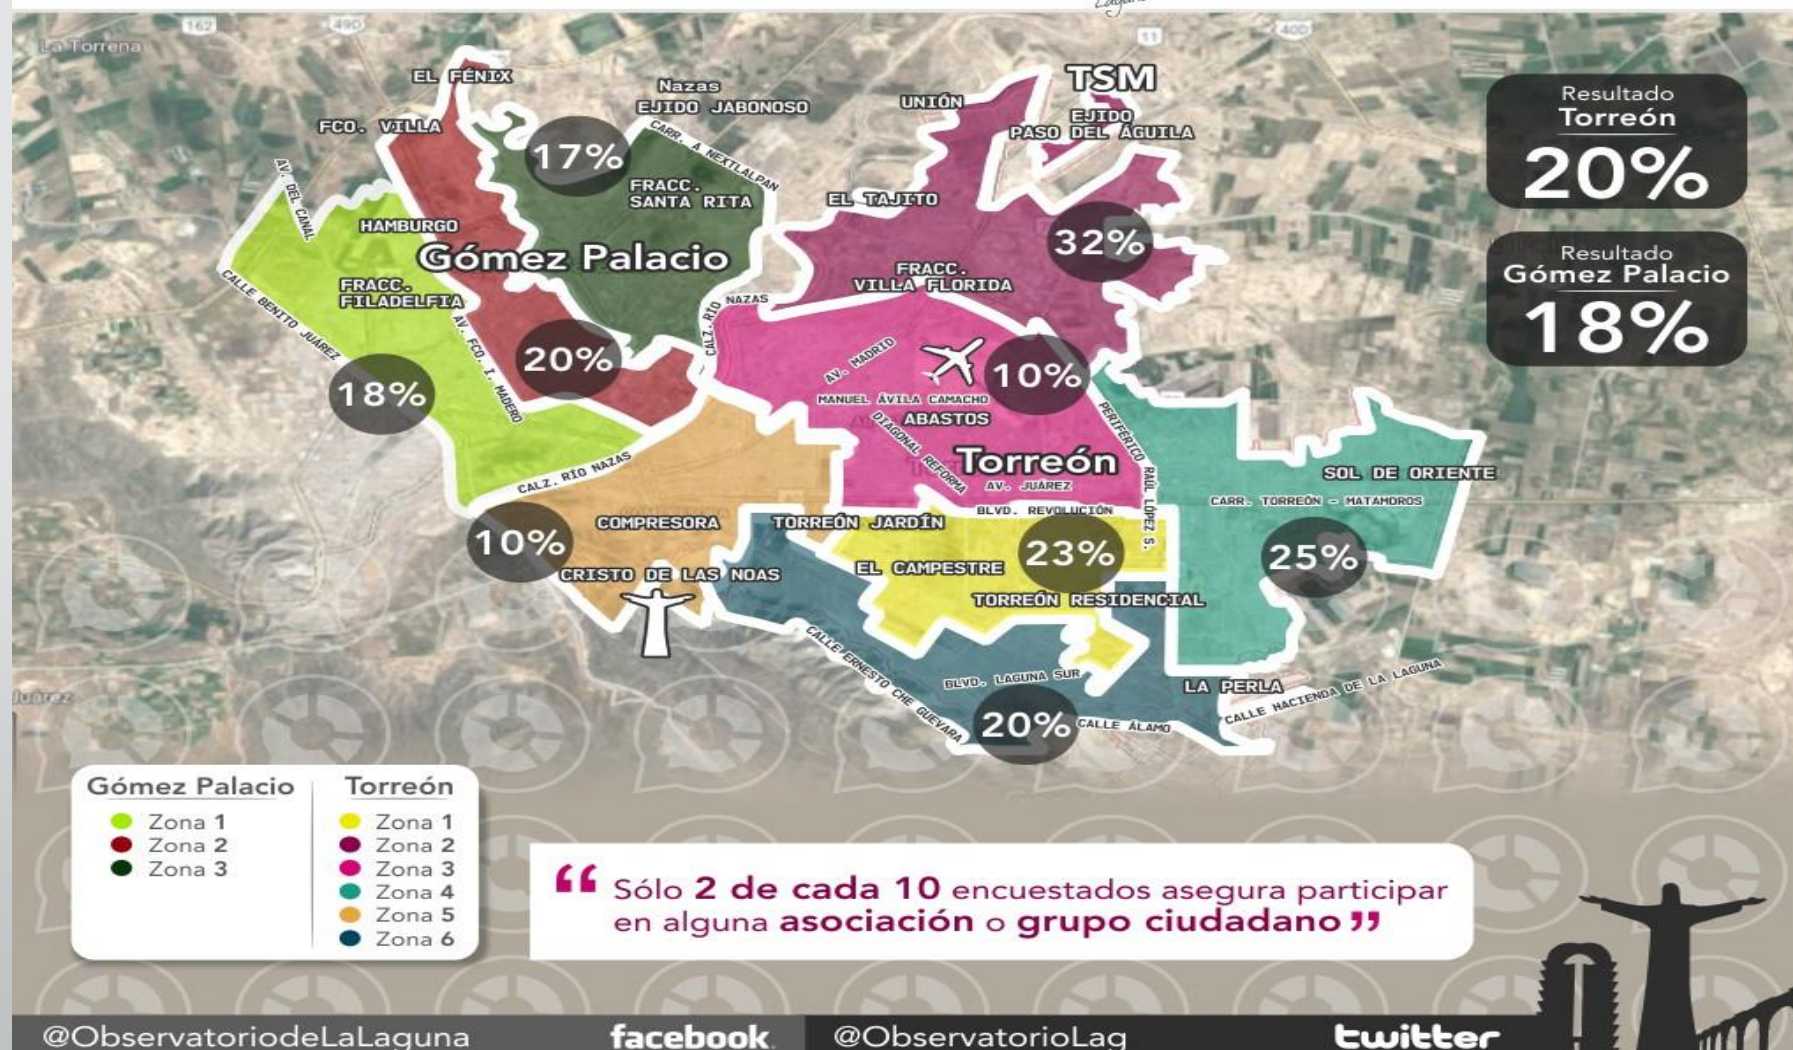 162
490
11
400
La Torreña
EL FÉNIX
Nazas
EJIDO JABONOSO
FCO. VILLA
CARR. A NEXTLALPAN
17%
FRACC.
SANTA RITA
AV. DEL CANAL
HAMBURGO
Gómez Palacio
FRACC.
FILADELFIA
CALLE BENITO JUÁREZ
AV. FCO. I. MADERO
20%
18%
CALZ. RÍO NAZAS
UNIÓN
TSM
EJIDO
PASO DEL ÁGUILA
EL TAJITO
32%
FRACC.
VILLA FLORIDA
CALZ. RÍO NAZAS
AV. MADRID
10%
MANUEL ÁVILA CAMACHO
ABASTOS
DIAGONAL REFORMA
PERIFÉRICO RAÚL LÓPEZ S.
Torreón
AV. JUÁREZ
BLVD. REVOLUCIÓN
SOL DE ORIENTE
CARR. TORREÓN - MATAMOROS
25%
10%
COMPRESORA
CRISTO DE LAS NOAS
TORREÓN JARDÍN
EL CAMPESTRE
23%
TORREÓN RESIDENCIAL
CALLE ERNESTO CHE GUEVARA
BLVD. LAGUNA SUR
LA PERLA
CALLE HACIENDA DE LA LAGUNA
20%
CALLE ÁLAMO
Juárez
Resultado
Torreón
20%
Resultado
Gómez Palacio
18%
Gómez Palacio
Zona 1
Zona 2
Zona 3
Torreón
Zona 1
Zona 2
Zona 3
Zona 4
Zona 5
Zona 6
“ Sólo 2 de cada 10 encuestados asegura participar
en alguna asociación o grupo ciudadano ”
@ObservatoriodeLaLaguna facebook. @ObservatorioLag twitter